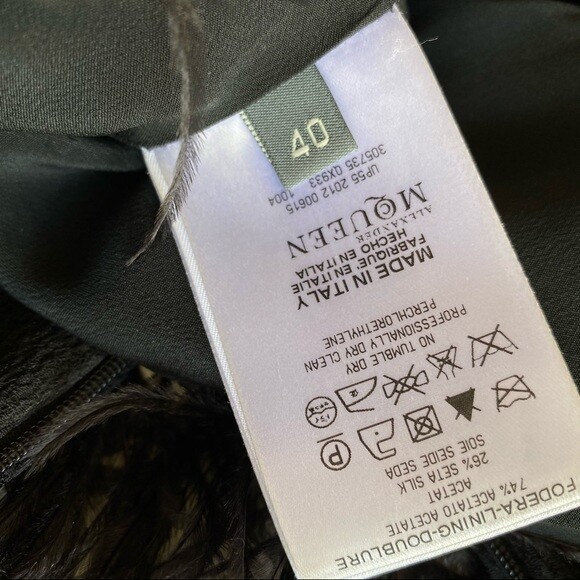 40
UP55 2012 00615
305735 QX933
1004
ALEXANDER
MCQUEEN
MADE IN ITALY
FABRIQUE. EN ITALIE
HECHO EN ITALIA
PERCHLORETHYLENE
PROFESSIONALLY DRY CLEAN
NO TUMBLE DRY
P
FODERA-LINING-DOUBLURE
74% ACETATO ACETATE
ACETAT
26% SETA SILK
SOIE SEIDE SEDA